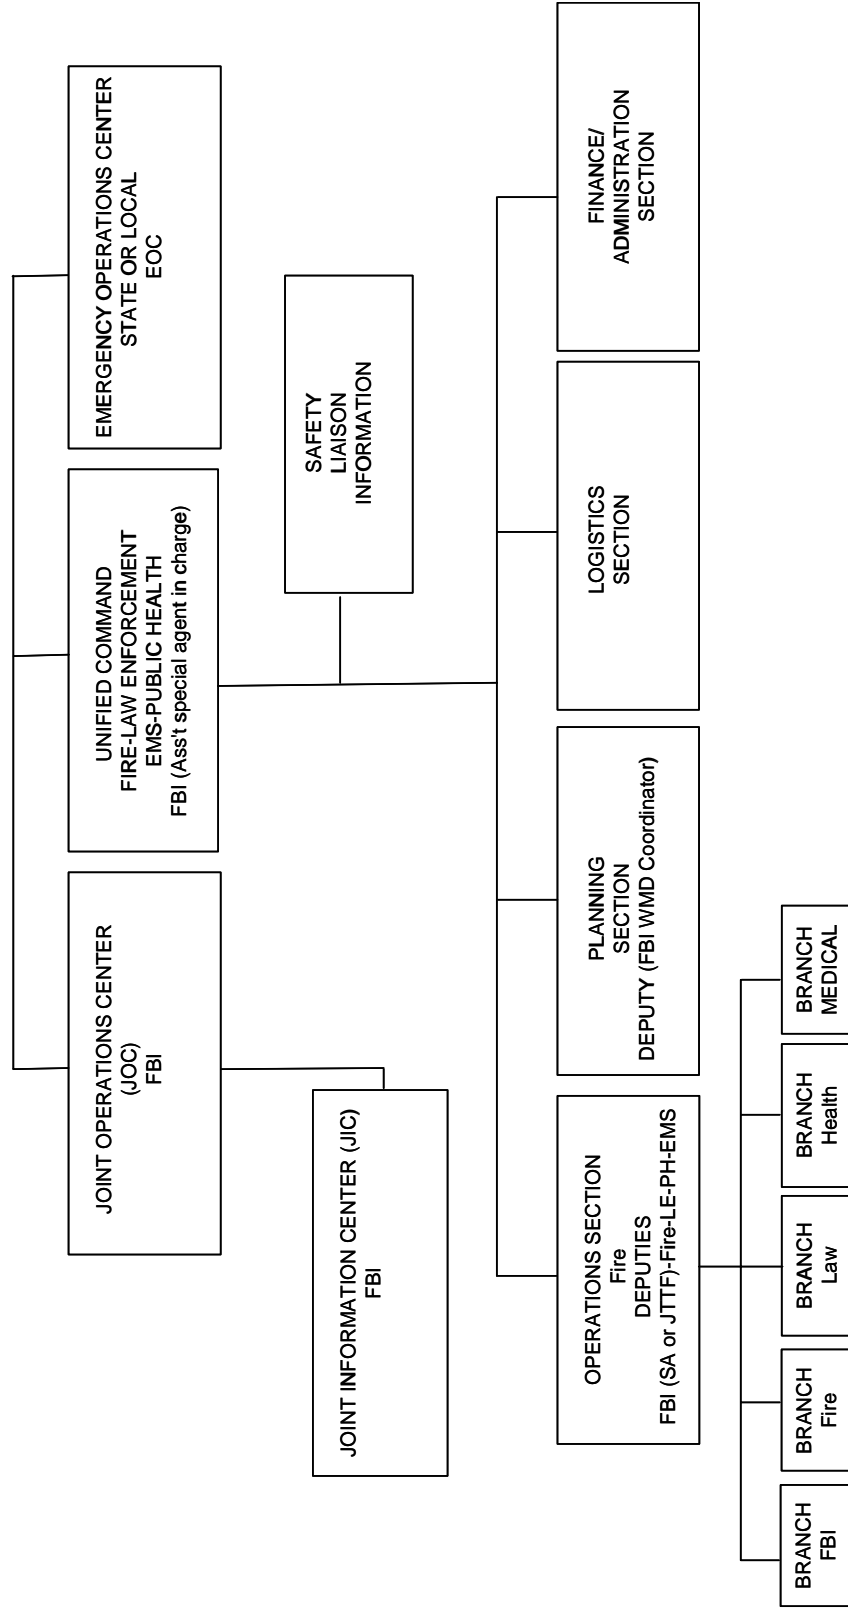 JOINT OPERATIONS CENTER
(JOC)
FBI
UNIFIED COMMAND
FIRE-LAW ENFORCEMENT
EMS-PUBLIC HEALTH
FBI (Ass't special agent in charge)
EMERGENCY OPERATIONS CENTER
STATE OR LOCAL
EOC
JOINT INFORMATION CENTER (JIC)
FBI
SAFETY
LIAISON
INFORMATION
OPERATIONS SECTION
Fire
DEPUTIES
FBI (SA or JTTF)-Fire-LE-PH-EMS
PLANNING
SECTION
DEPUTY (FBI WMD Coordinator)
LOGISTICS
SECTION
FINANCE/
ADMINISTRATION
SECTION
BRANCH
FBI
BRANCH
Fire
BRANCH
Law
BRANCH
Health
BRANCH
MEDICAL